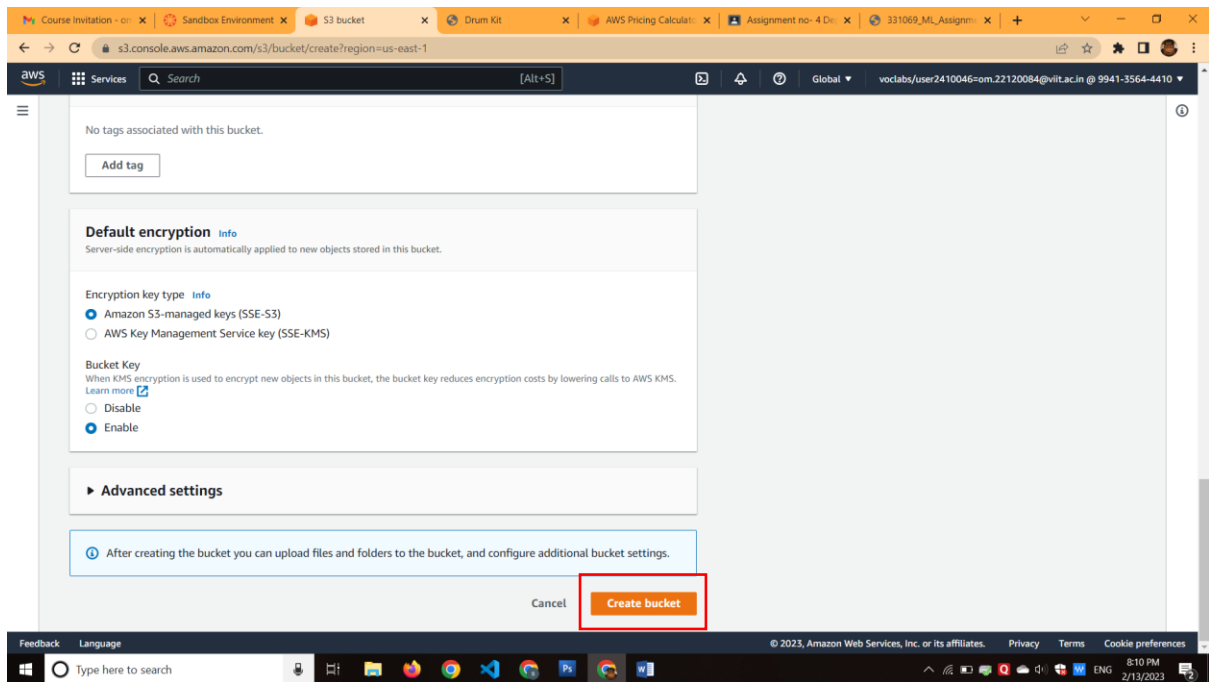 Course Invitation - on
Sandbox Environment
S3 bucket
Drum Kit
AWS Pricing Calculato
Assignment no- 4 De
331069_ML_Assignm
s3.console.aws.amazon.com/s3/bucket/create?region=us-east-1
aws
Services
Search
[Alt+S]
Global
voclabs/user2410046=om.22120084@viit.ac.in @ 9941-3564-4410
No tags associated with this bucket.
Add tag
Default encryption Info
Server-side encryption is automatically applied to new objects stored in this bucket.
Encryption key type Info
Amazon S3-managed keys (SSE-S3)
AWS Key Management Service key (SSE-KMS)
Bucket Key
When KMS encryption is used to encrypt new objects in this bucket, the bucket key reduces encryption costs by lowering calls to AWS KMS.
Learn more
Disable
Enable
Advanced settings
After creating the bucket you can upload files and folders to the bucket, and configure additional bucket settings.
Cancel
Create bucket
Feedback
Language
© 2023, Amazon Web Services, Inc. or its affiliates.
Privacy
Terms
Cookie preferences
Type here to search
Ps
ENG
8:10 PM
2/13/2023